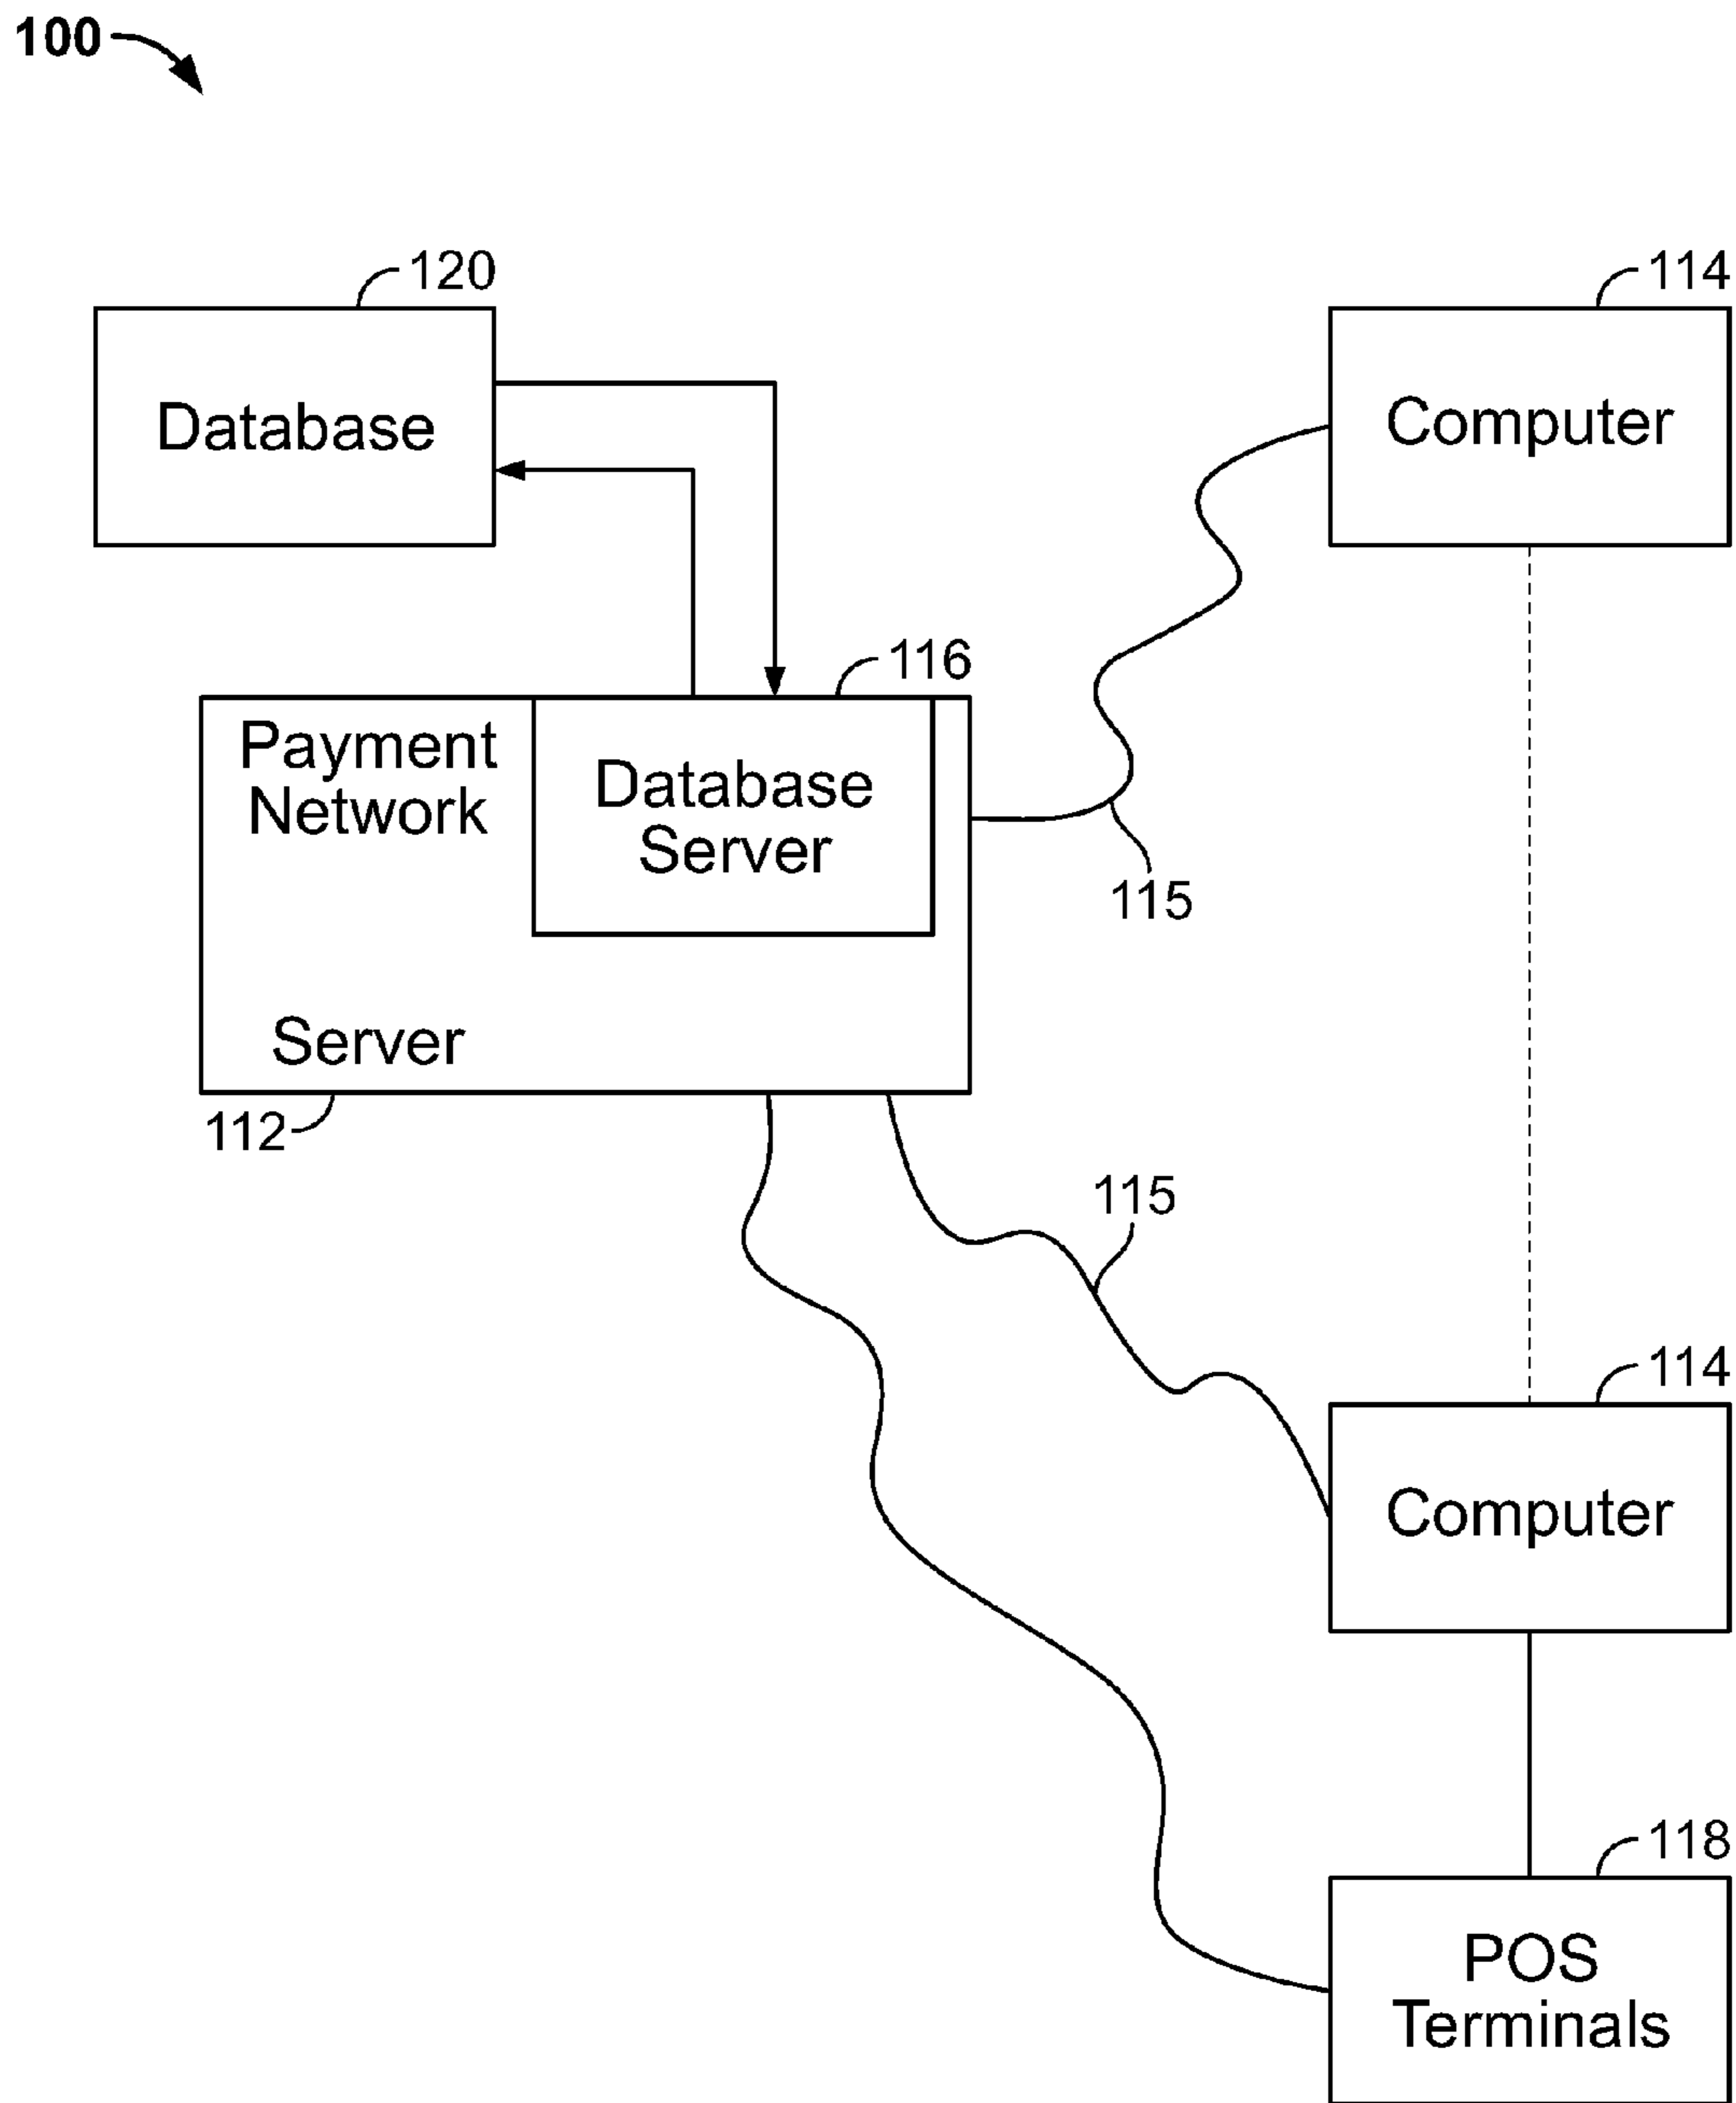 100
120
114
Database
Computer
116
Payment
Network
Database
Server
115
Server
112
115
114
Computer
118
POS
Terminals